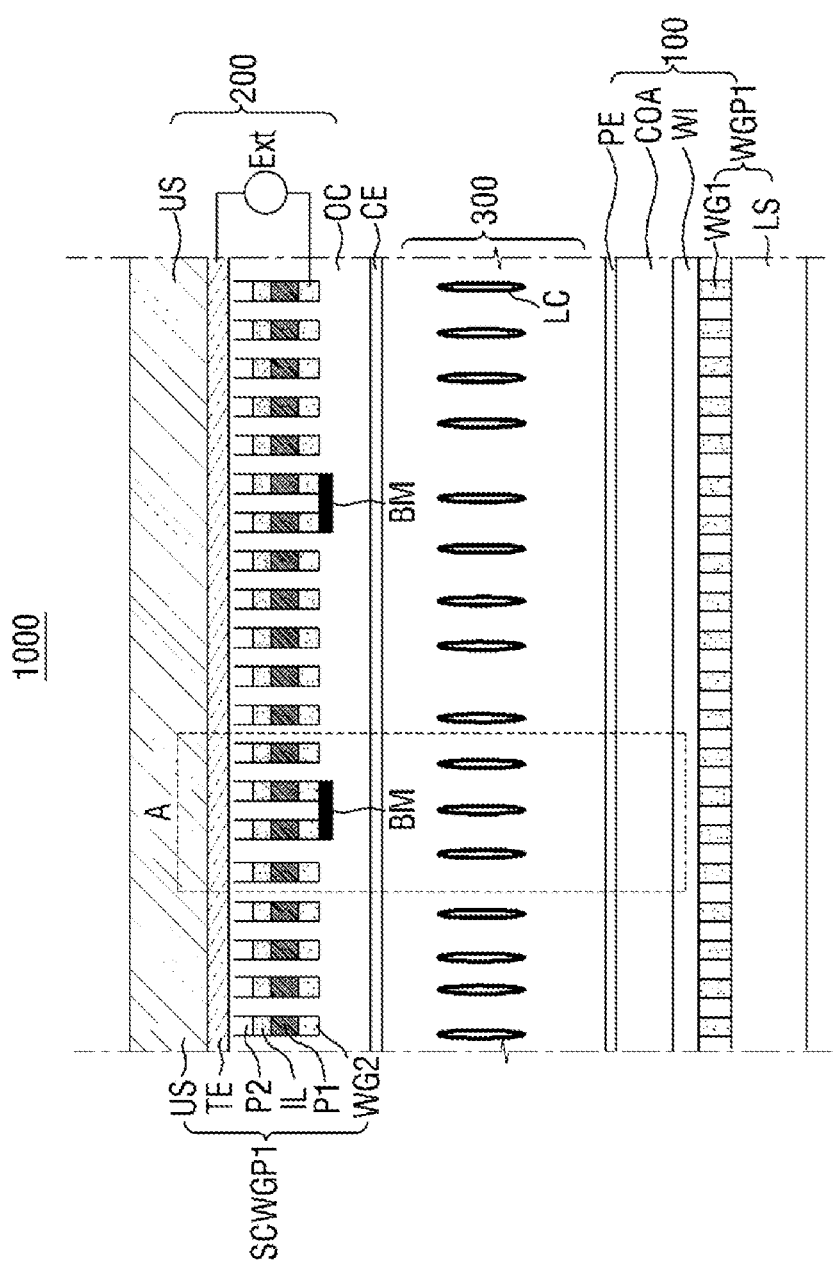 1000
200
US
Ext
OC
CE
300
LC
PE
COA
WI
100
WG1
WGP1
LS
A
BM
BM
US
TE
P2
IL
P1
WG2
SCWGP1